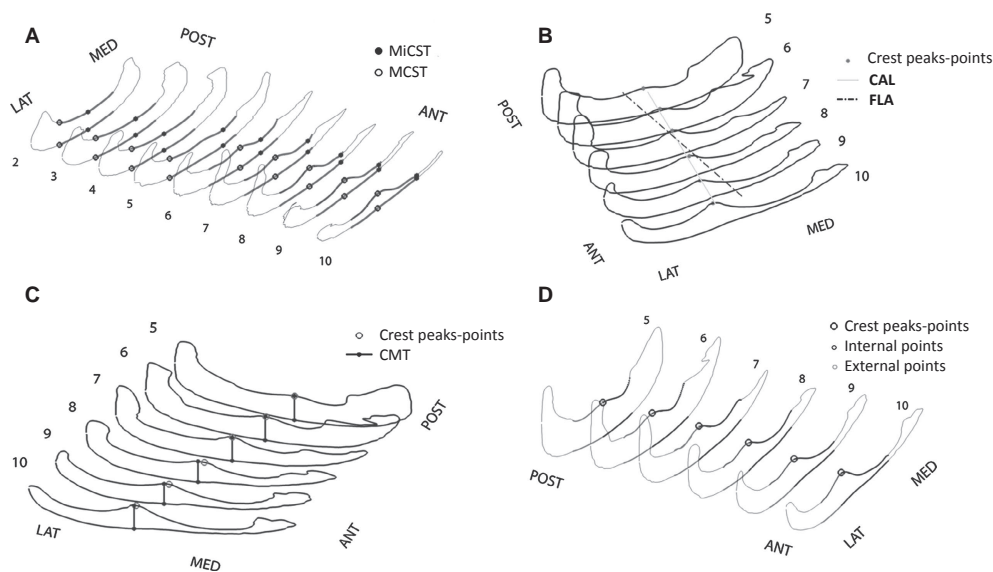 A
LAT
MED
POST
MiCST
MCST
ANT
2
3
4
5
6
7
8
9
10
B
5
6
7
8
9
10
Crest peaks-points
CAL
FLA
POST
ANT
LAT
MED
C
5
6
7
8
9
10
Crest peaks-points
CMT
POST
LAT
MED
ANT
D
5
6
7
8
9
10
Crest peaks-points
Internal points
External points
POST
ANT
LAT
MED